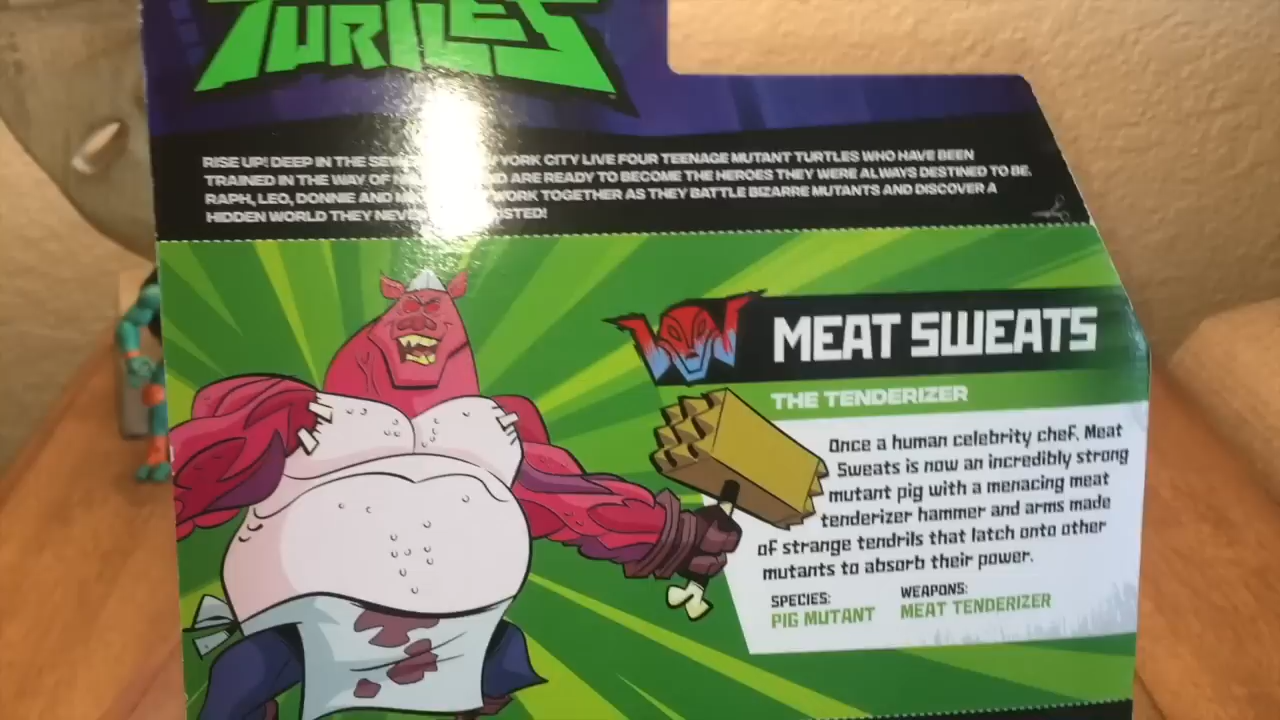 TURTLES
RISE UP! DEEP IN THE YORK CITY LIVE FOUR TEENAGE MUTANT TURTLES WHO HAVE BEEN
TRAINED IN THE WAY OF ARE READY TO BECOME THE HEROES THEY WERE ALWAYS DESTINED TO BE.
RAPH, LEO, DONNIE AND WORK TOGETHER AS THEY BATTLE BIZARRE MUTANTS AND DISCOVER A
HIDDEN WORLD THEY
MEAT SWEATS
THE TENDERIZER
Once a human celebrity chef, Meat
Sweats is now an incredibly strong
mutant pig with a menacing meat
tenderizer hammer and arms made
of strange tendrils that latch onto other
mutants to absorb their power.
SPECIES:
PIG MUTANT
WEAPONS:
MEAT TENDERIZER